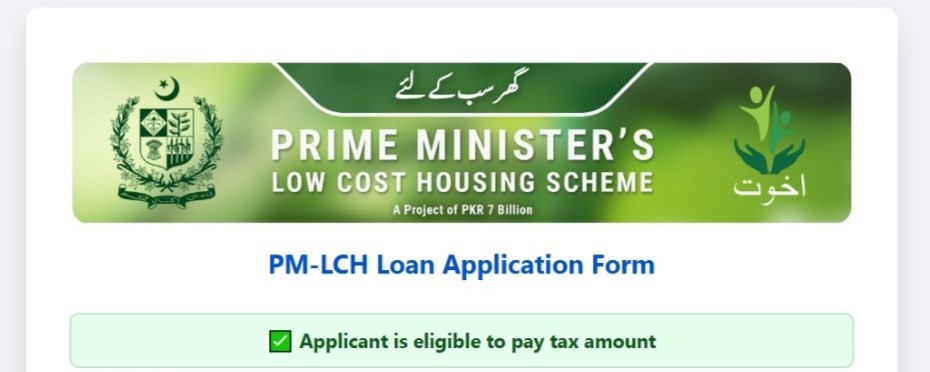 گھر سب کے لئے
PRIME MINISTER'S
LOW COST HOUSING SCHEME
A Project of PKR 7 Billion
اخوت
PM-LCH Loan Application Form
✅ Applicant is eligible to pay tax amount